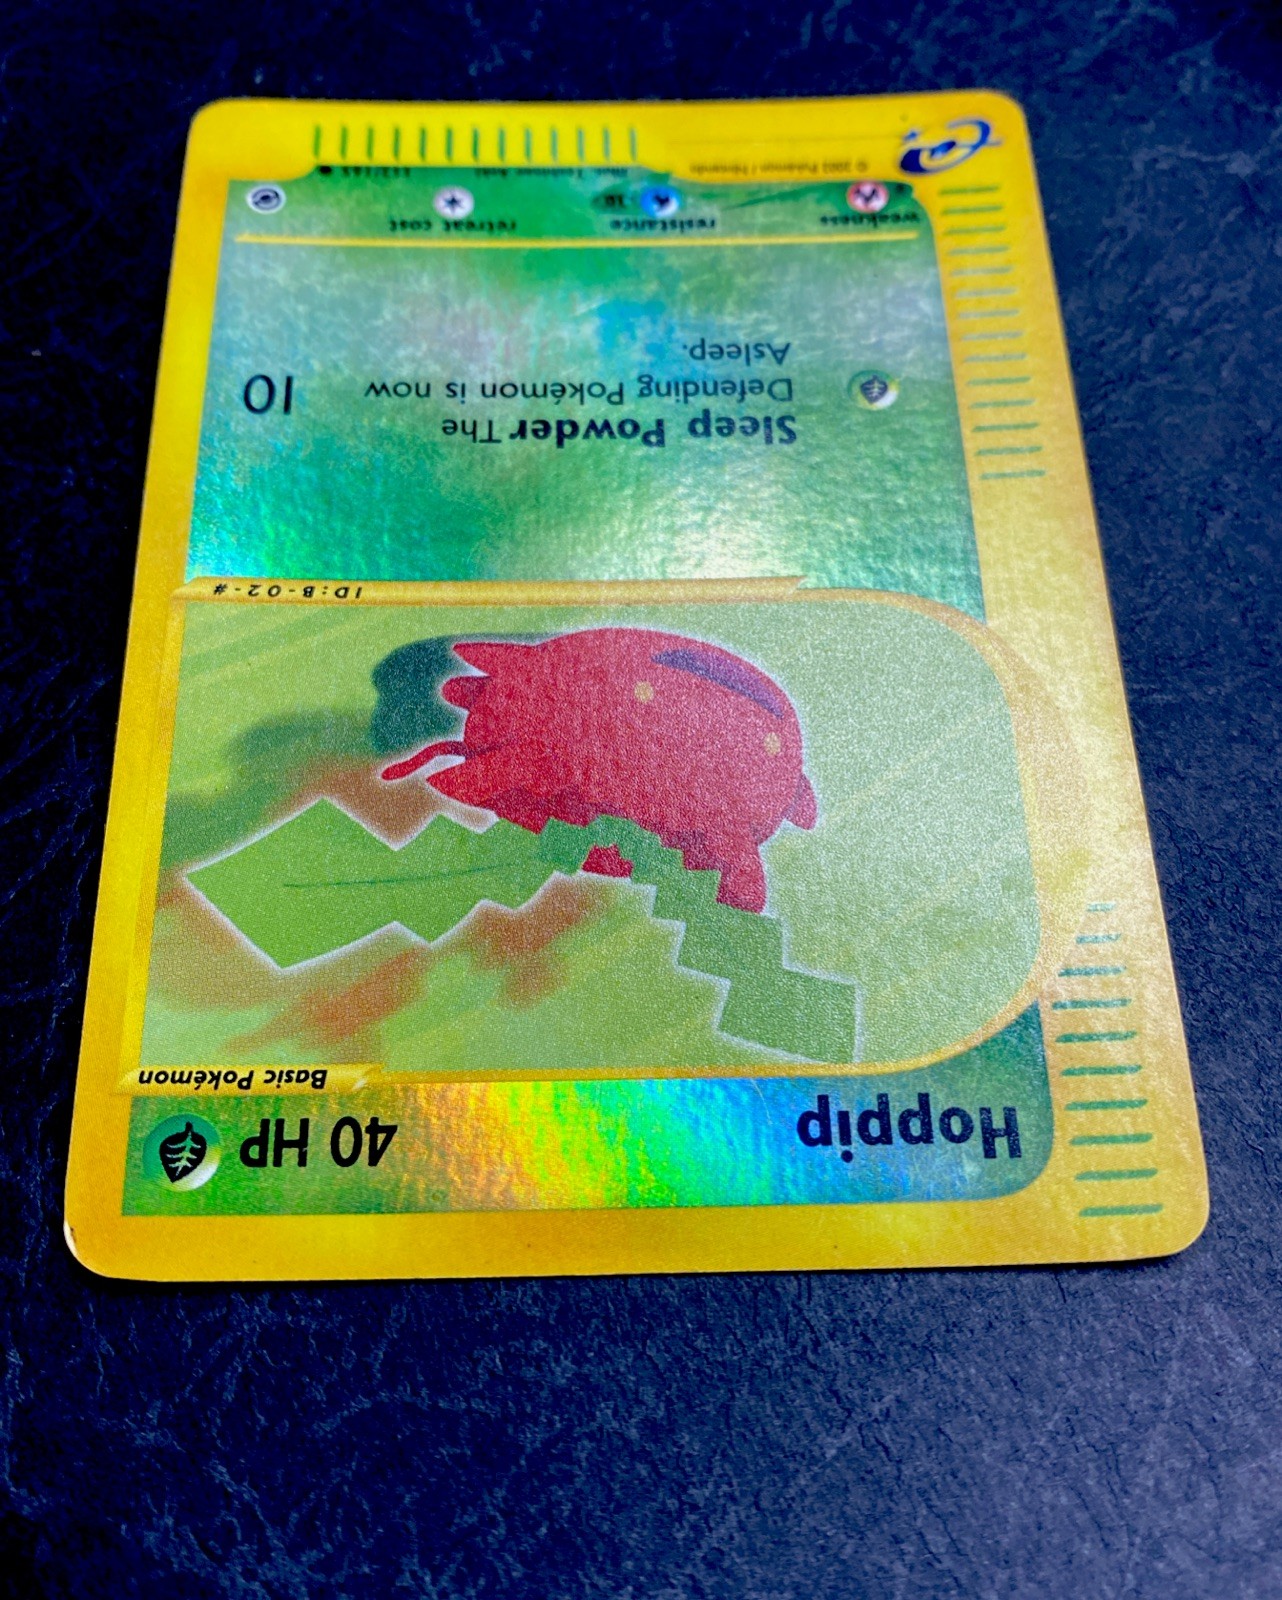 Hoppip
40 HP
Basic Pokémon
ID:B-02-#
Sleep Powder The
Defending Pokémon is now
Asleep.
10
weakness
resistance
-30
retreat cost
e